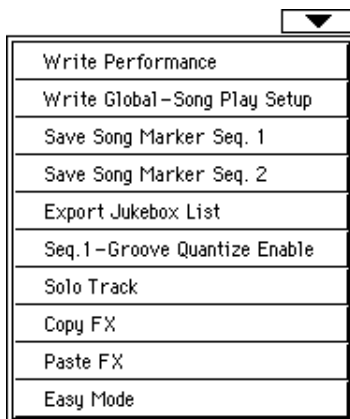 Write Performance
Write Global-Song Play Setup
Save Song Marker Seq. 1
Save Song Marker Seq. 2
Export Jukebox List
Seq.1-Groove Quantize Enable
Solo Track
Copy FX
Paste FX
Easy Mode